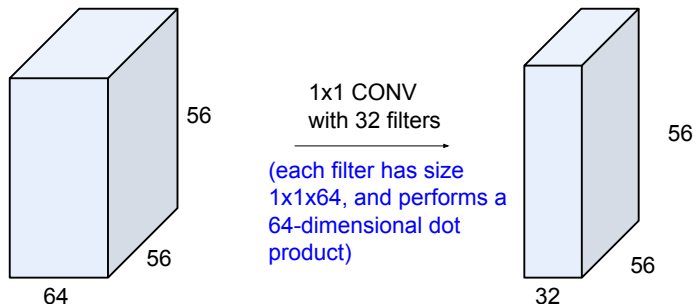 56
56
64
1x1 CONV
with 32 filters
(each filter has size
1x1x64, and performs a
64-dimensional dot
product)
56
56
32